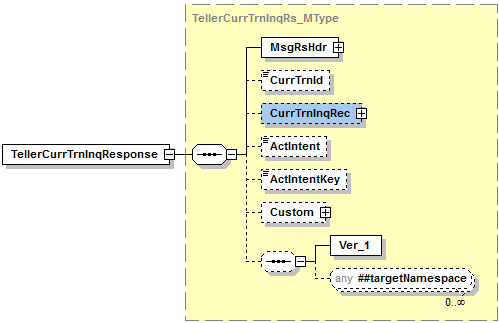 TellerCurrTrnInqRs_MType
MsgRsHdr
CurrTrnId
CurrTrnInqRec
TellerCurrTrnInqResponse
ActIntent
ActIntentKey
Custom
Ver_1
any ##targetNamespace
0..∞